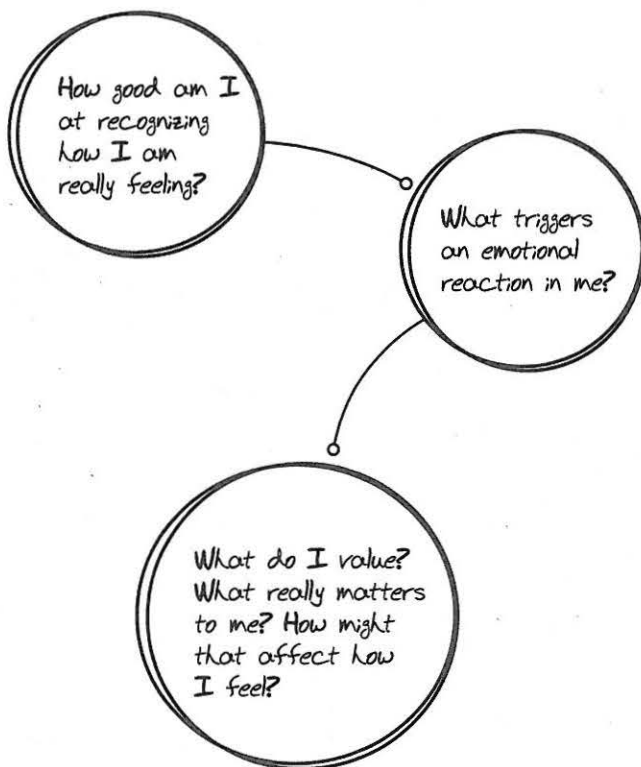 How good am I
at recognizing
how I am
really feeling?
What triggers
an emotional
reaction in me?
What do I value?
What really matters
to me? How might
that affect how
I feel?